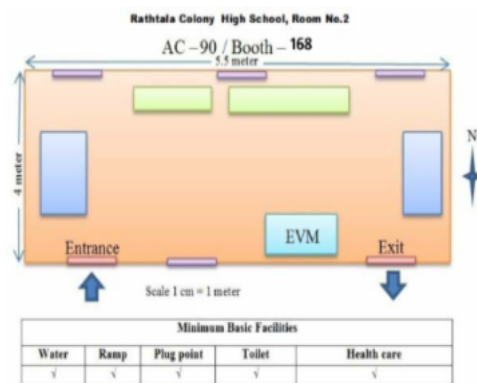 Rathtala Colony High School, Room No.2
AC – 90 / Booth – 168
5.5 meter
4 meter
N
EVM
Entrance
Exit
Scale 1 cm = 1 meter
Minimum Basic Facilities
Water Ramp Plug point Toilet Health care
√ √ √ √ √